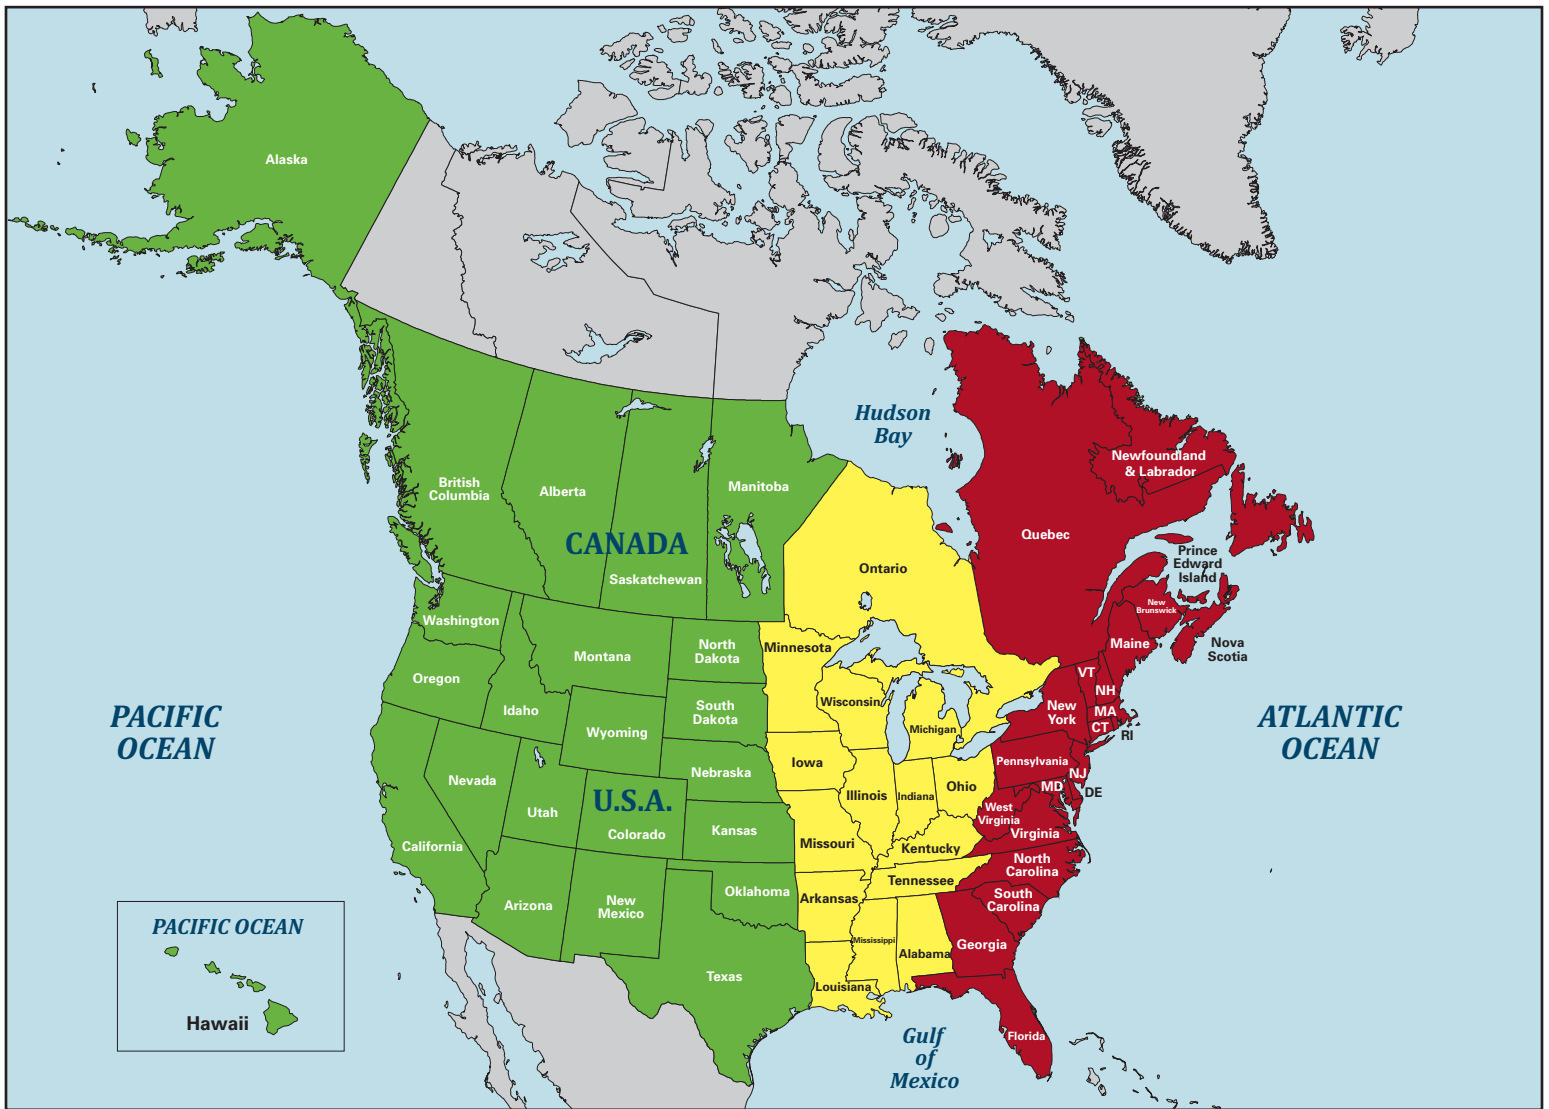 Alaska
Hudson
Bay
Newfoundland
& Labrador
British
Columbia
Alberta
Manitoba
Quebec
CANADA
Saskatchewan
Ontario
Prince
Edward
Island
New
Brunswick
Nova
Scotia
Washington
Montana
North
Dakota
Minnesota
Maine
Oregon
Idaho
Wyoming
South
Dakota
Wisconsin
Michigan
New
York
VT
NH
MA
CT
RI
PACIFIC
OCEAN
ATLANTIC
OCEAN
Nevada
Utah
U.S.A.
Colorado
Nebraska
Kansas
Iowa
Illinois
Indiana
Ohio
Pennsylvania
NJ
MD
DE
West
Virginia
Virginia
California
Missouri
Kentucky
North
Carolina
Tennessee
South
Carolina
Arizona
New
Mexico
Oklahoma
Arkansas
Mississippi
Alabama
Georgia
Texas
Louisiana
Florida
PACIFIC OCEAN
Hawaii
Gulf
of
Mexico